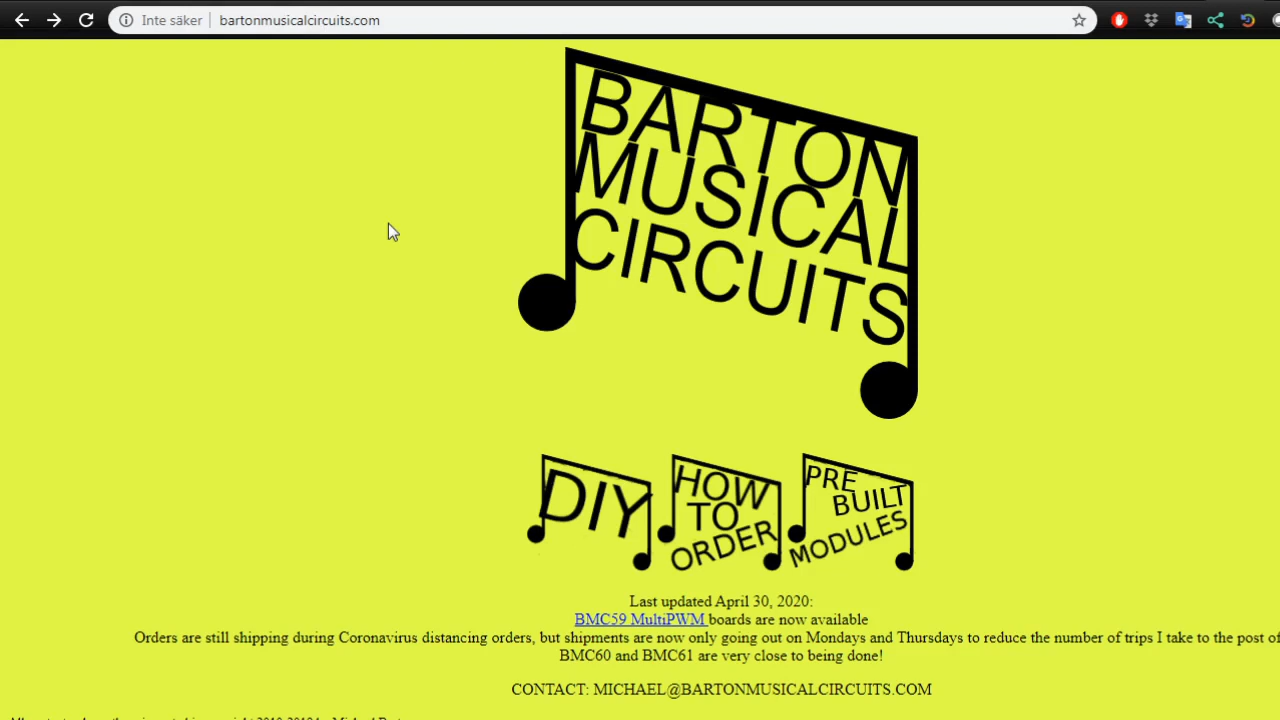 Inte säker
bartonmusicalcircuits.com
BARTON
MUSICAL
CIRCUITS
DIY
HOW
TO
ORDER
PRE
BUILT
MODULES
Last updated April 30, 2020:
BMC59 MultiPWM boards are now available
Orders are still shipping during Coronavirus distancing orders, but shipments are now only going out on Mondays and Thursdays to reduce the number of trips I take to the post of
BMC60 and BMC61 are very close to being done!
CONTACT: MICHAEL@BARTONMUSICALCIRCUITS.COM